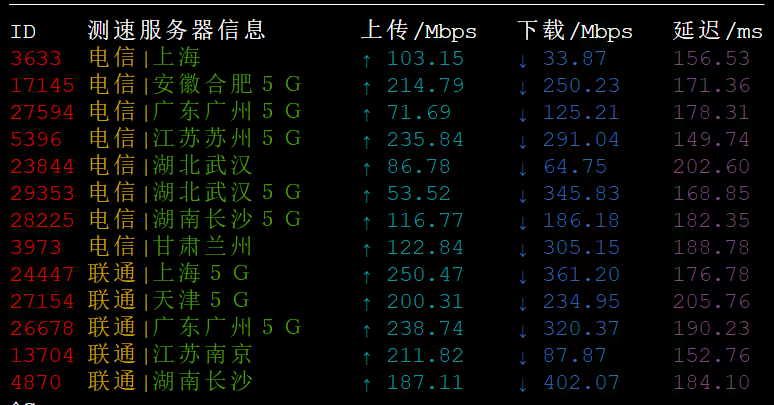 ID 测速服务器信息 上传/Mbps 下载/Mbps 延迟/ms
3633 电信|上海 ↑ 103.15 ↓ 33.87 156.53
17145 电信|安徽合肥5G ↑ 214.79 ↓ 250.23 171.36
27594 电信|广东广州5G ↑ 71.69 ↓ 125.21 178.31
5396 电信|江苏苏州5G ↑ 235.84 ↓ 291.04 149.74
23844 电信|湖北武汉 ↑ 86.78 ↓ 64.75 202.60
29353 电信|湖北武汉5G ↑ 53.52 ↓ 345.83 168.85
28225 电信|湖南长沙5G ↑ 116.77 ↓ 186.18 182.35
3973 电信|甘肃兰州 ↑ 122.84 ↓ 305.15 188.78
24447 联通|上海5G ↑ 250.47 ↓ 361.20 176.78
27154 联通|天津5G ↑ 200.31 ↓ 234.95 205.76
26678 联通|广东广州5G ↑ 238.74 ↓ 320.37 190.23
13704 联通|江苏南京 ↑ 211.82 ↓ 87.87 152.76
4870 联通|湖南长沙 ↑ 187.11 ↓ 402.07 184.10